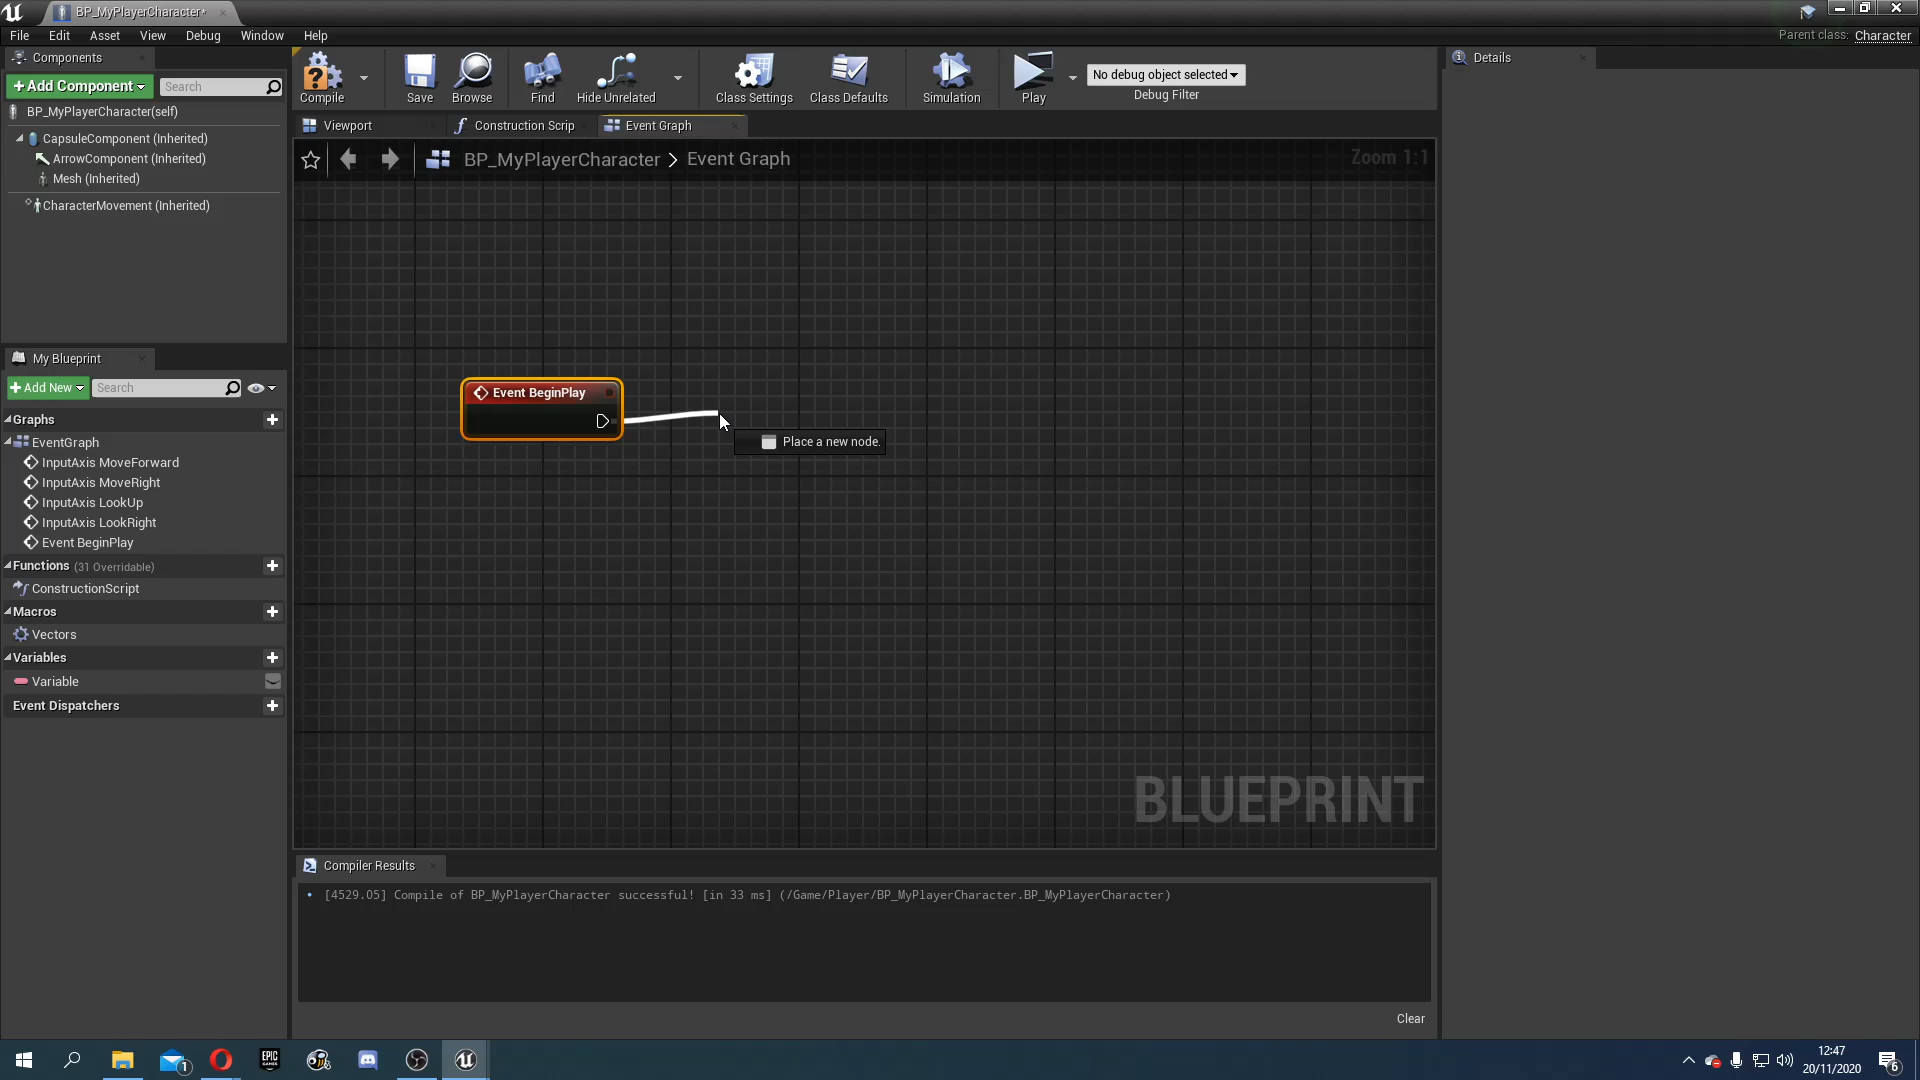 BP_MyPlayerCharacter*
File Edit Asset View Debug Window Help
Parent class: Character
Components
+Add Component
Search
BP_MyPlayerCharacter(self)
CapsuleComponent (Inherited)
ArrowComponent (Inherited)
Mesh (Inherited)
CharacterMovement (Inherited)
My Blueprint
+Add New
Search
Graphs
EventGraph
InputAxis MoveForward
InputAxis MoveRight
InputAxis LookUp
InputAxis LookRight
Event BeginPlay
Functions (31 Overridable)
ConstructionScript
Macros
Vectors
Variables
Variable
Event Dispatchers
Compile
Save
Browse
Find
Hide Unrelated
Class Settings
Class Defaults
Simulation
Play
No debug object selected
Debug Filter
Viewport
Construction Scrip
Event Graph
BP_MyPlayerCharacter > Event Graph
Zoom 1:1
Event BeginPlay
Place a new node.
BLUEPRINT
Compiler Results
[4529.05] Compile of BP_MyPlayerCharacter successful! [in 33 ms] (/Game/Player/BP_MyPlayerCharacter.BP_MyPlayerCharacter)
Clear
Details
1
EPIC GAMES
12:47
20/11/2020
6